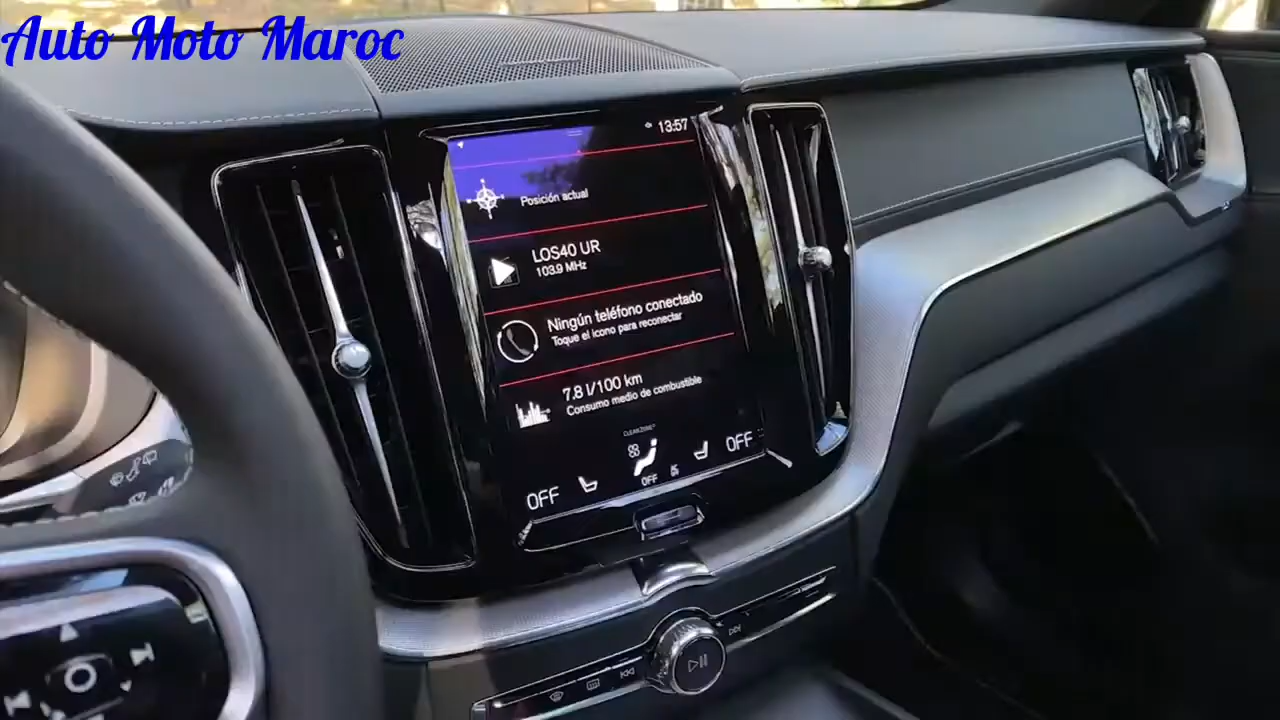 Auto Moto Maroc
13:57
Posición actual
LOS40 UR
103.9 MHz
Ningún teléfono conectado
Toque el icono para reconectar
7.8 l/100 km
Consumo medio de combustible
CLEANZONE
OFF
OFF
OFF